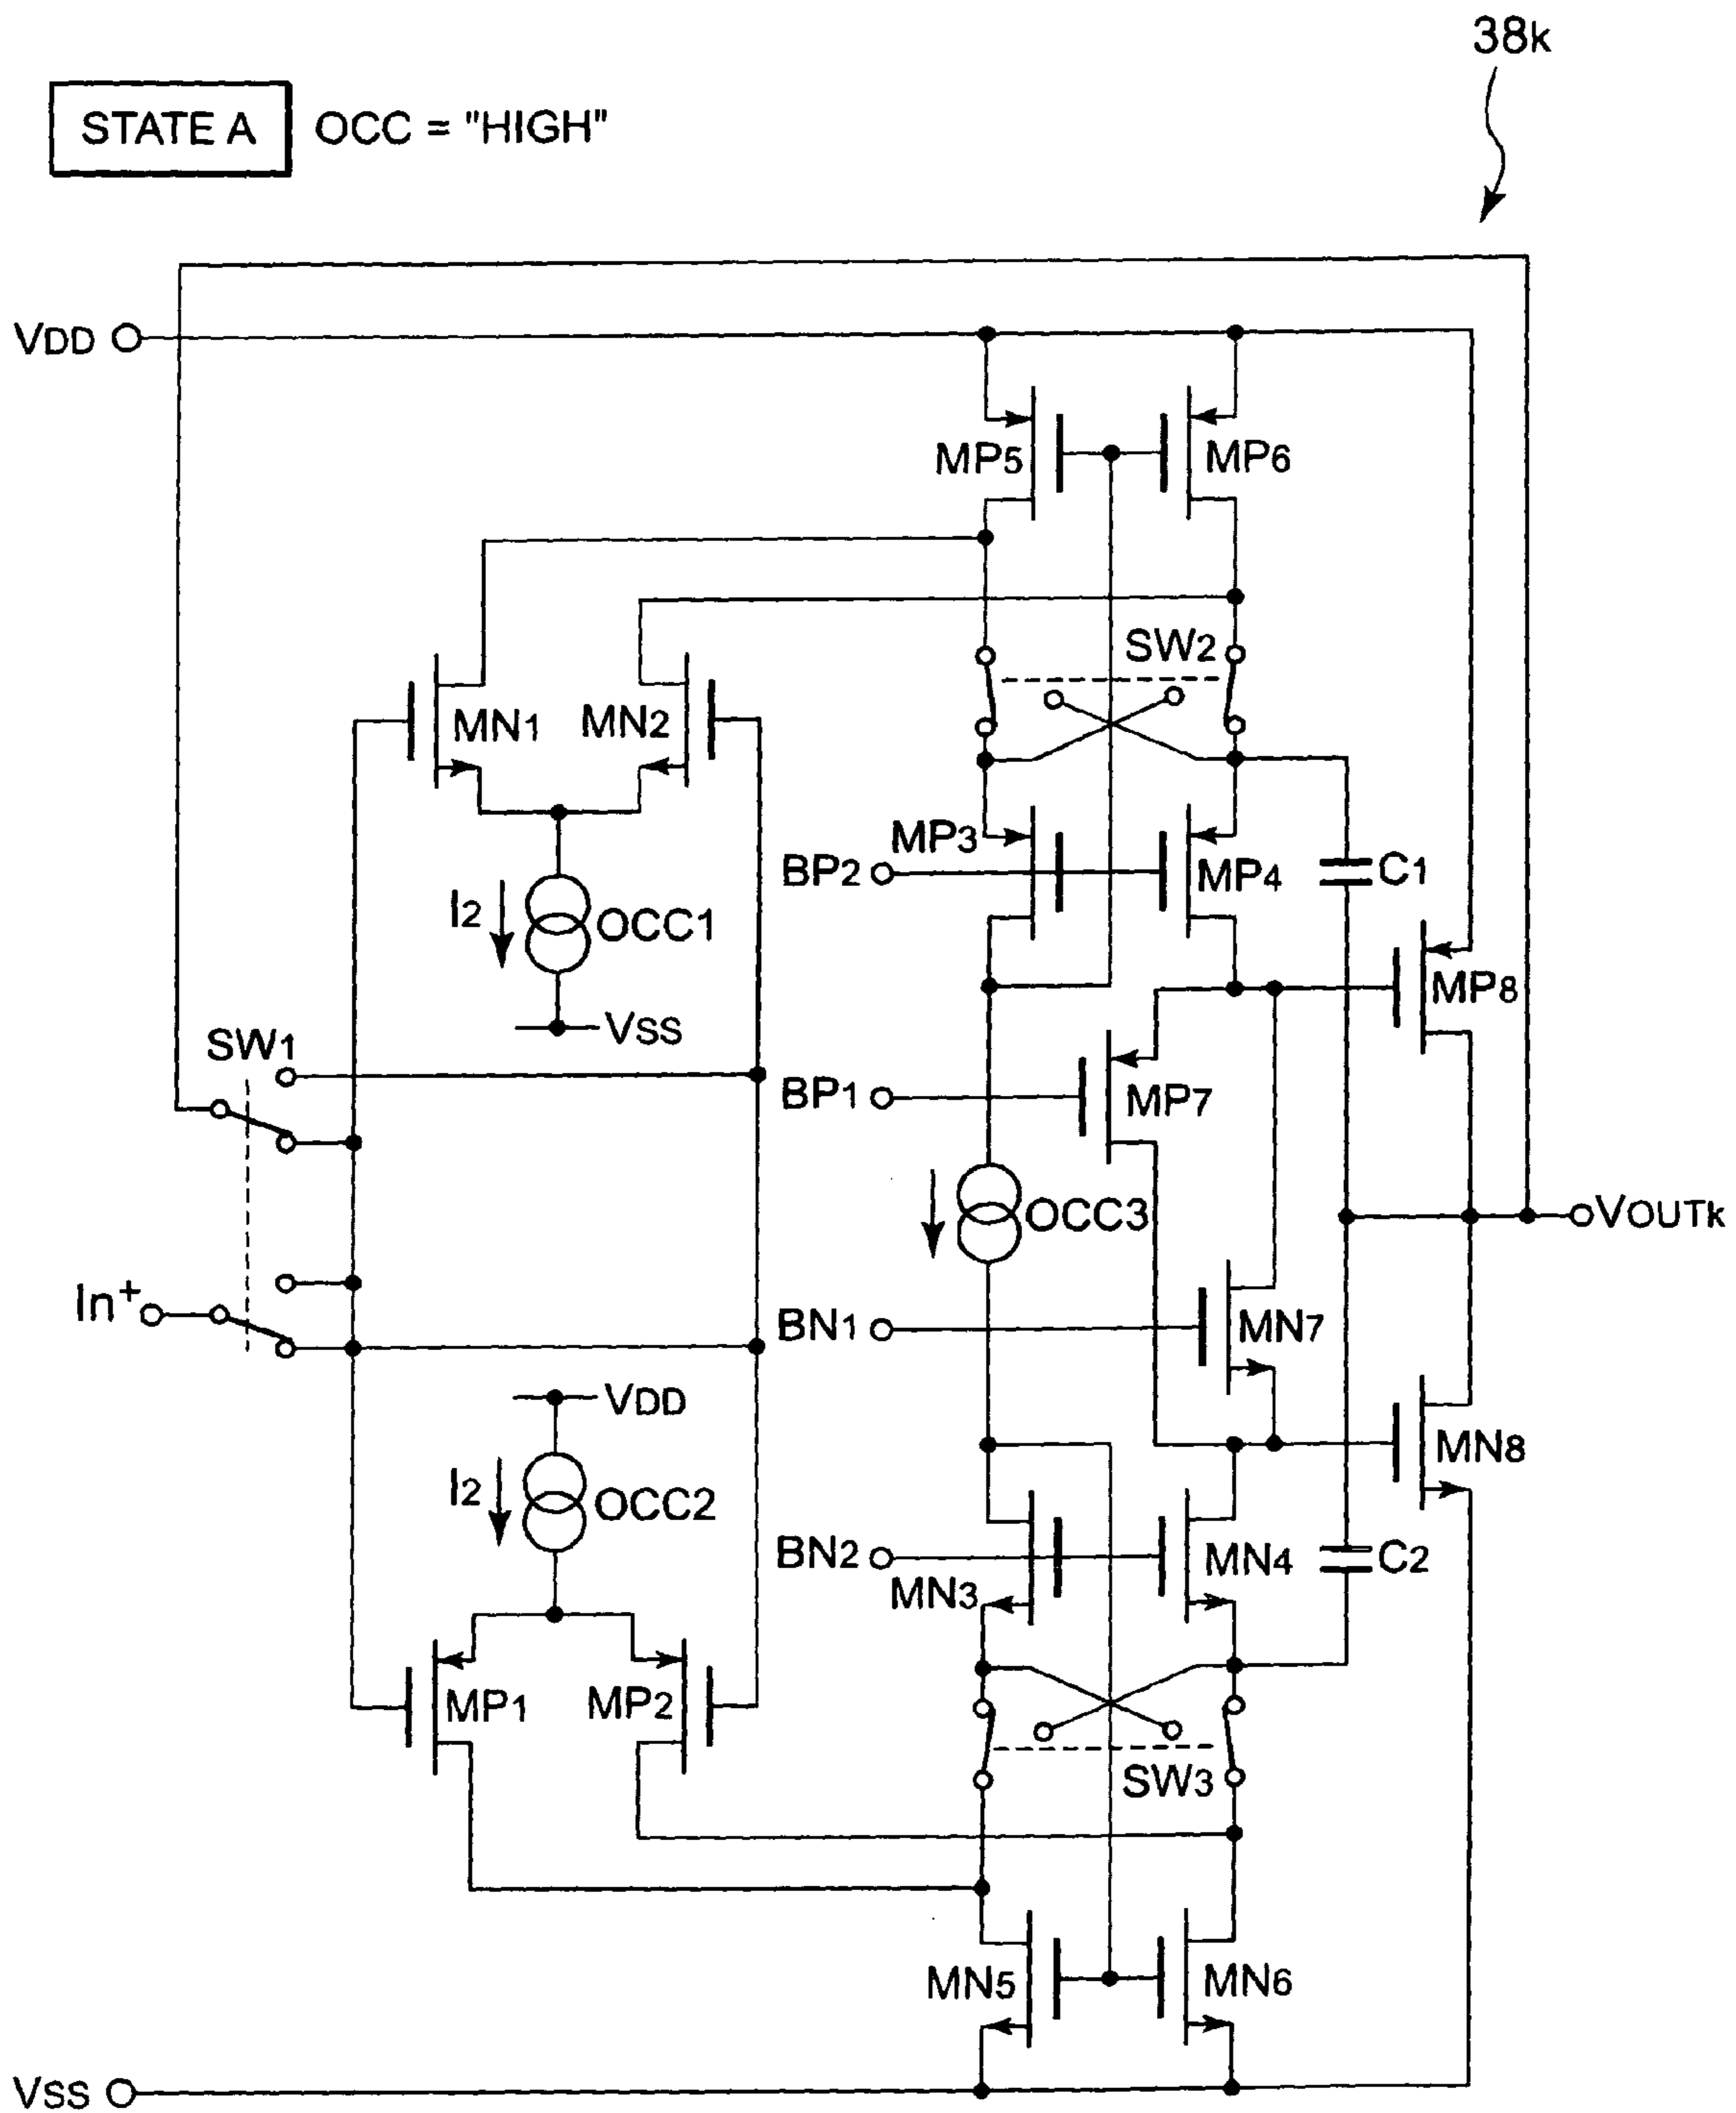 38k
STATE A OCC = "HIGH"
VDD
MP5
MP6
SW2
MN1
MN2
MP3
BP2
MP4
C1
I2
OCC1
MP8
VSS
SW1
BP1
MP7
OCC3
VOUTk
In+
BN1
MN7
VDD
MN8
I2
OCC2
BN2
MN4
C2
MN3
MP1
MP2
SW3
MN5
MN6
VSS